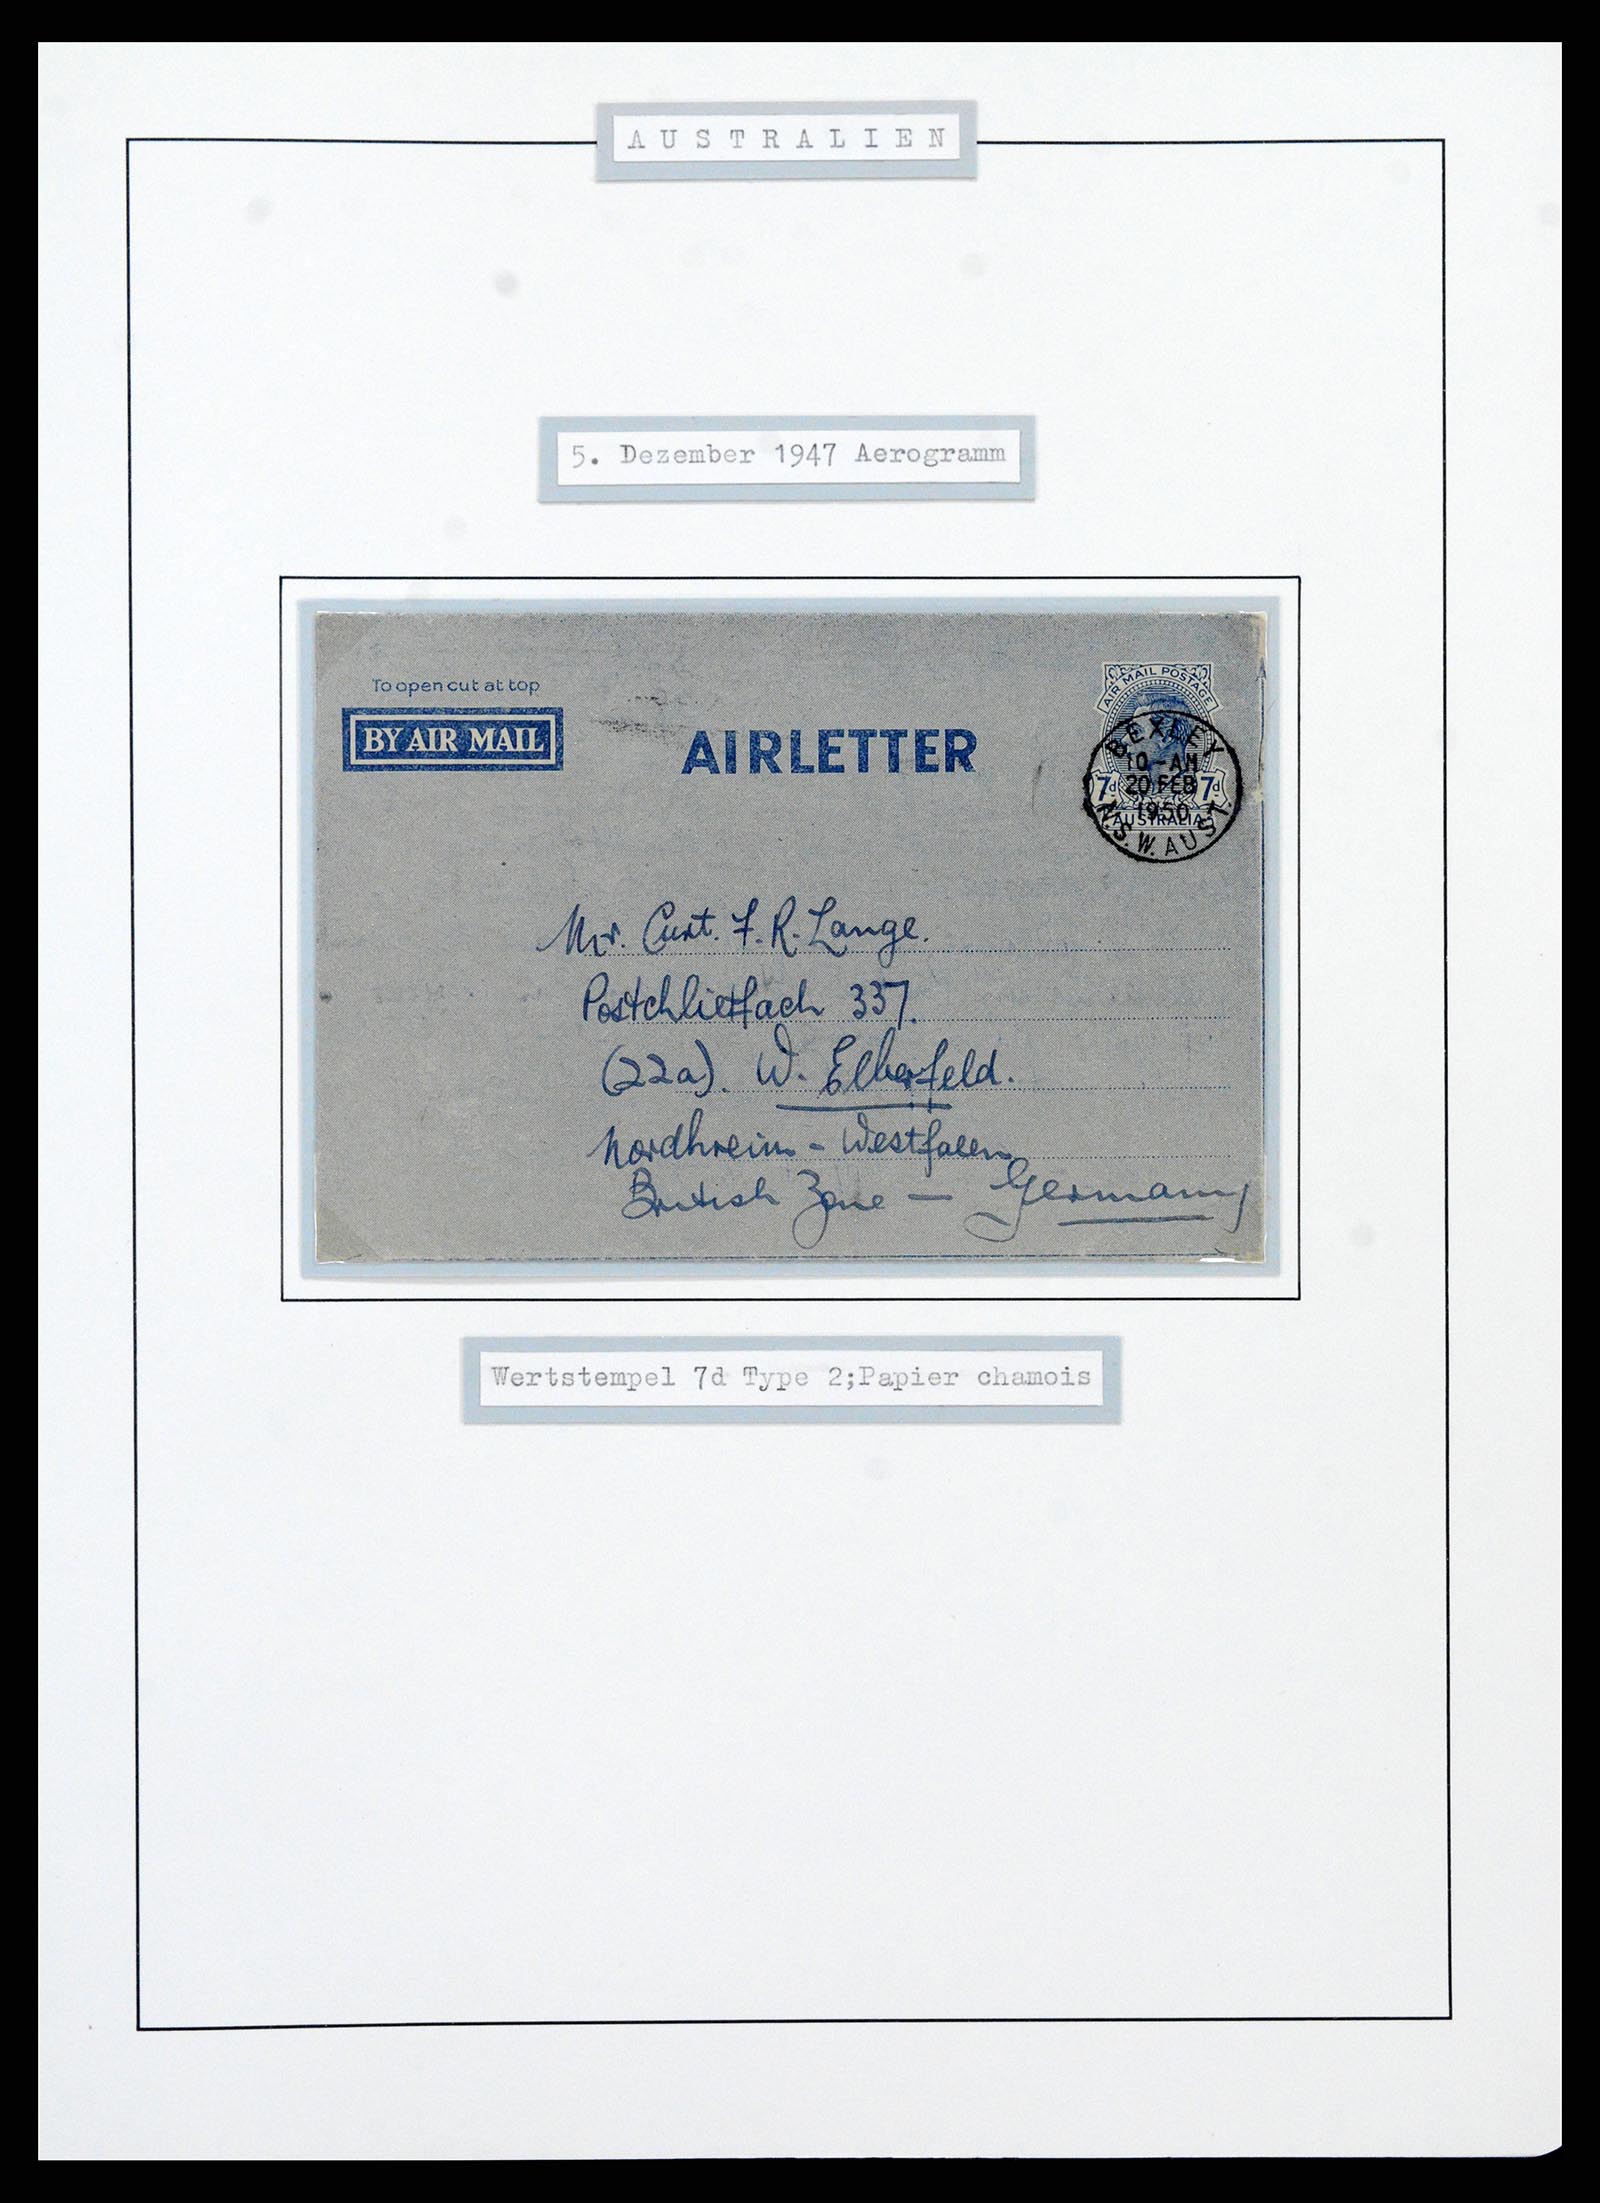 AUSTRALIEN
5. Dezember 1947 Aerogramm
To open cut at top
BY AIR MAIL
AIRLETTER
AIR MAIL POSTAGE
7d 7d
AUSTRALIA
BEXLEY
10-AM
20 FEB
1950
N.S.W. AUST.
Mr. Curt. F. R. Lange.
Postchlietfach 337.
(22a). W. Elberfeld.
Nordhrein - Westfalen
British Zone — Germany
Wertstempel 7d Type 2;Papier chamois